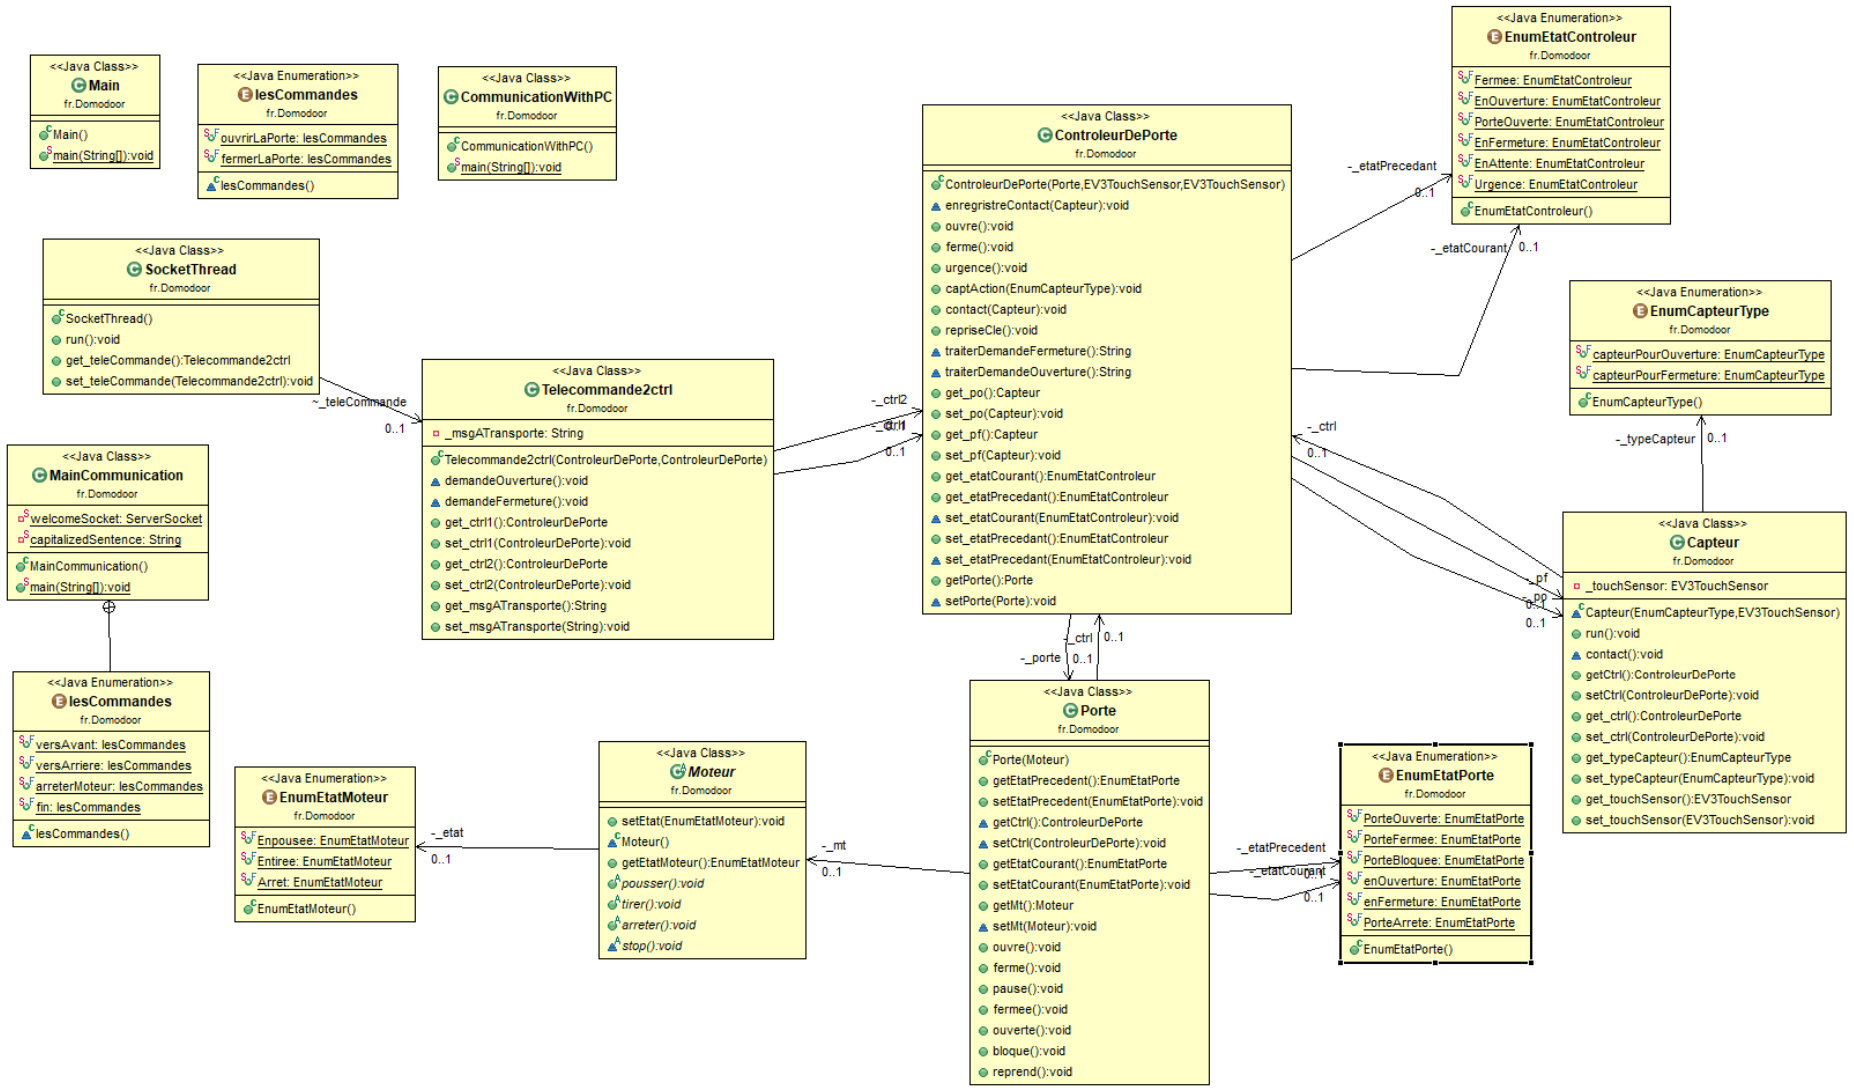 <<Java Class>>
Main
fr.Domodoor
Main()
main(String[]):void
<<Java Enumeration>>
lesCommandes
fr.Domodoor
ouvrirLaPorte: lesCommandes
fermerLaPorte: lesCommandes
lesCommandes()
<<Java Class>>
CommunicationWithPC
fr.Domodoor
CommunicationWithPC()
main(String[]):void
<<Java Class>>
SocketThread
fr.Domodoor
SocketThread()
run():void
get_teleCommande():Telecommande2ctrl
set_teleCommande(Telecommande2ctrl):void
~_teleCommande
0..1
<<Java Class>>
Telecommande2ctrl
fr.Domodoor
_msgATransporte: String
Telecommande2ctrl(ControleurDePorte,ControleurDePorte)
demandeOuverture():void
demandeFermeture():void
get_ctrl1():ControleurDePorte
set_ctrl1(ControleurDePorte):void
get_ctrl2():ControleurDePorte
set_ctrl2(ControleurDePorte):void
get_msgATransporte():String
set_msgATransporte(String):void
-_ctrl2
0..1
<<Java Class>>
MainCommunication
fr.Domodoor
welcomeSocket: ServerSocket
capitalizedSentence: String
MainCommunication()
main(String[]):void
<<Java Enumeration>>
lesCommandes
fr.Domodoor
versAvant: lesCommandes
versArriere: lesCommandes
arreterMoteur: lesCommandes
fin: lesCommandes
lesCommandes()
<<Java Class>>
ControleurDePorte
fr.Domodoor
ControleurDePorte(Porte,EV3TouchSensor,EV3TouchSensor)
enregristreContact(Capteur):void
ouvre():void
ferme():void
urgence():void
captAction(EnumCapteurType):void
contact(Capteur):void
repriseCle():void
traiterDemandeFermeture():String
traiterDemandeOuverture():String
get_po():Capteur
set_po(Capteur):void
get_pf():Capteur
set_pf(Capteur):void
get_etatCourant():EnumEtatControleur
get_etatPrecedant():EnumEtatControleur
set_etatCourant(EnumEtatControleur):void
set_etatPrecedant():EnumEtatControleur
set_etatPrecedant(EnumEtatControleur):void
getPorte():Porte
setPorte(Porte):void
-_etatPrecedant
0..1
-_etatCourant
0..1
<<Java Enumeration>>
EnumEtatControleur
fr.Domodoor
Fermee: EnumEtatControleur
EnOuverture: EnumEtatControleur
PorteOuverte: EnumEtatControleur
EnFermeture: EnumEtatControleur
EnAttente: EnumEtatControleur
Urgence: EnumEtatControleur
EnumEtatControleur()
<<Java Enumeration>>
EnumCapteurType
fr.Domodoor
capteurPourOuverture: EnumCapteurType
capteurPourFermeture: EnumCapteurType
EnumCapteurType()
-_typeCapteur
0..1
-_ctrl
0..1
-_pf
-_po
0..1
<<Java Class>>
Capteur
fr.Domodoor
_touchSensor: EV3TouchSensor
Capteur(EnumCapteurType,EV3TouchSensor)
run():void
contact():void
getCtrl():ControleurDePorte
setCtrl(ControleurDePorte):void
get_ctrl():ControleurDePorte
set_ctrl(ControleurDePorte):void
get_typeCapteur():EnumCapteurType
set_typeCapteur(EnumCapteurType):void
get_touchSensor():EV3TouchSensor
set_touchSensor(EV3TouchSensor):void
-_ctrl
0..1
-_porte
0..1
<<Java Class>>
Porte
fr.Domodoor
Porte(Moteur)
getEtatPrecedent():EnumEtatPorte
setEtatPrecedent(EnumEtatPorte):void
getCtrl():ControleurDePorte
setCtrl(ControleurDePorte):void
getEtatCourant():EnumEtatPorte
setEtatCourant(EnumEtatPorte):void
getMt():Moteur
setMt(Moteur):void
ouvre():void
ferme():void
pause():void
fermee():void
ouverte():void
bloque():void
reprend():void
-_etatPrecedent
-_etatCourant
0..1
<<Java Enumeration>>
EnumEtatPorte
fr.Domodoor
PorteOuverte: EnumEtatPorte
PorteFermee: EnumEtatPorte
PorteBloquee: EnumEtatPorte
enOuverture: EnumEtatPorte
enFermeture: EnumEtatPorte
PorteArrete: EnumEtatPorte
EnumEtatPorte()
-_mt
0..1
<<Java Class>>
Moteur
fr.Domodoor
setEtat(EnumEtatMoteur):void
Moteur()
getEtatMoteur():EnumEtatMoteur
pousser():void
tirer():void
arreter():void
stop():void
-_etat
0..1
<<Java Enumeration>>
EnumEtatMoteur
fr.Domodoor
Enpousee: EnumEtatMoteur
Entiree: EnumEtatMoteur
Arret: EnumEtatMoteur
EnumEtatMoteur()